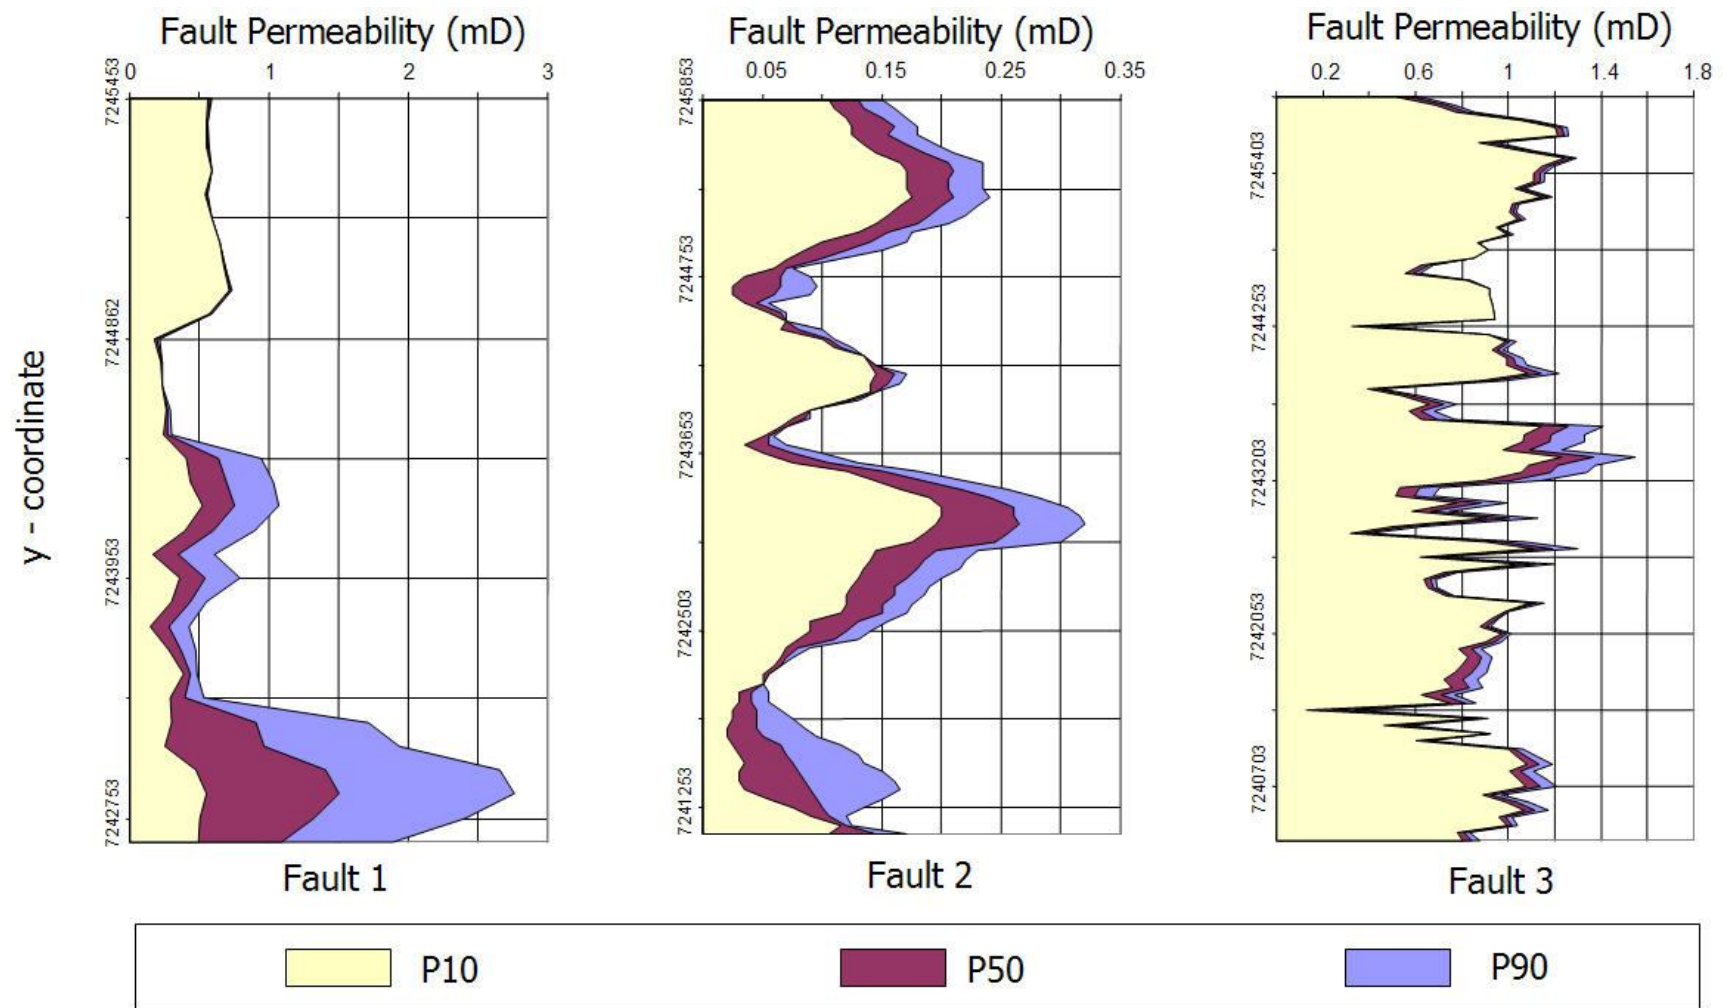 Fault Permeability (mD)
0 1 2 3
7245453
7244862
7243953
7242753
y - coordinate
Fault 1
Fault Permeability (mD)
0.05 0.15 0.25 0.35
7245853
7244753
7243653
7242503
7241253
Fault 2
Fault Permeability (mD)
0.2 0.6 1 1.4 1.8
7245403
7244253
7243203
7242053
7240703
Fault 3
P10 P50 P90